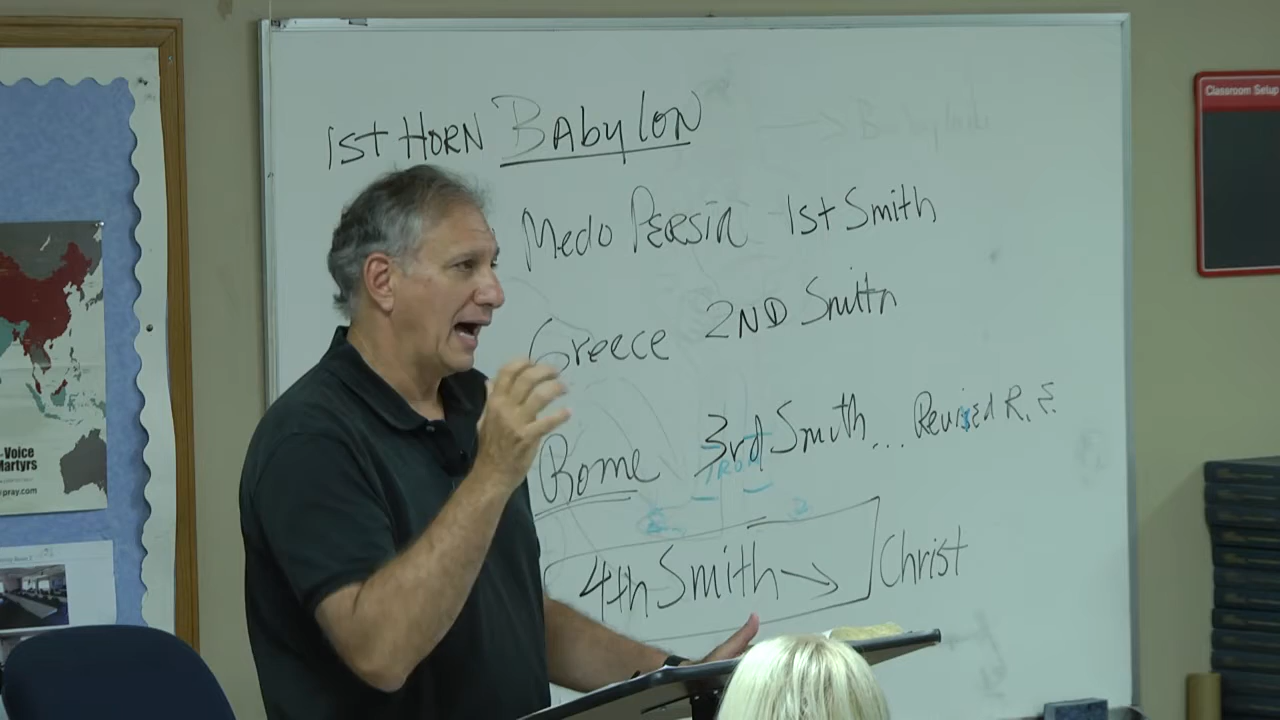 1st HORN BAbylON
Medo PERSIA 1st Smith
Greece 2ND Smith
Rome 3rd Smith... Revised R. E.
4th Smith → Christ
Classroom Setup
Voice
Martyrs
pray.com